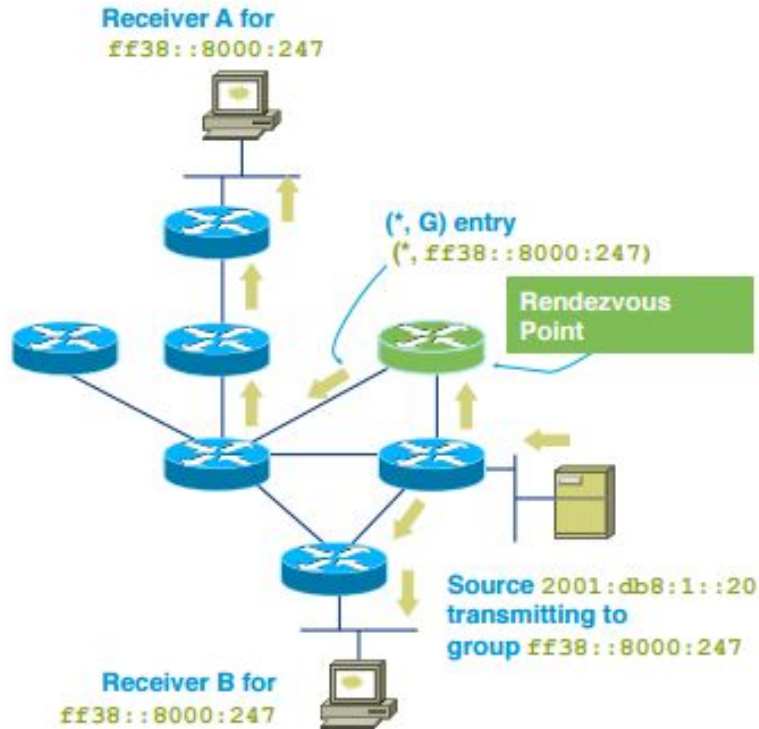 Receiver A for
ff38::8000:247
(*, G) entry
(*, ff38::8000:247)
Rendezvous
Point
Source 2001:db8:1::20
transmitting to
group ff38::8000:247
Receiver B for
ff38::8000:247